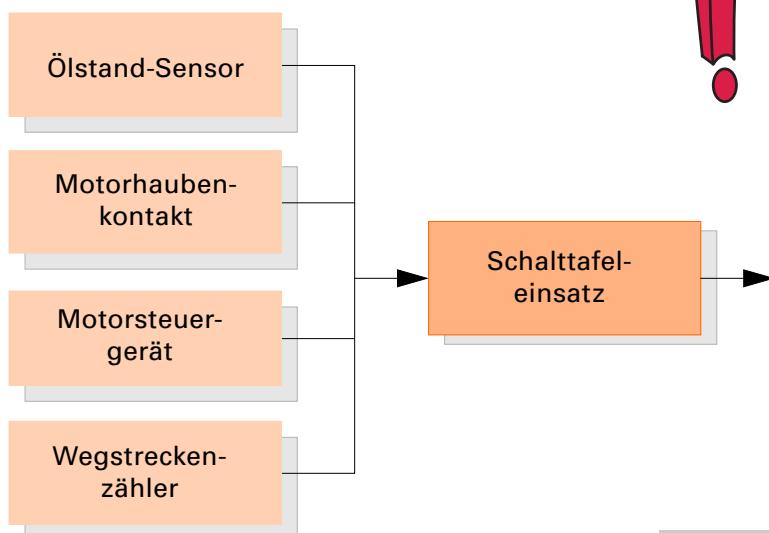 Ölstand-Sensor
Motorhauben-
kontakt
Motorsteuer-
gerät
Wegstrecken-
zähler
Schalttafel-
einsatz